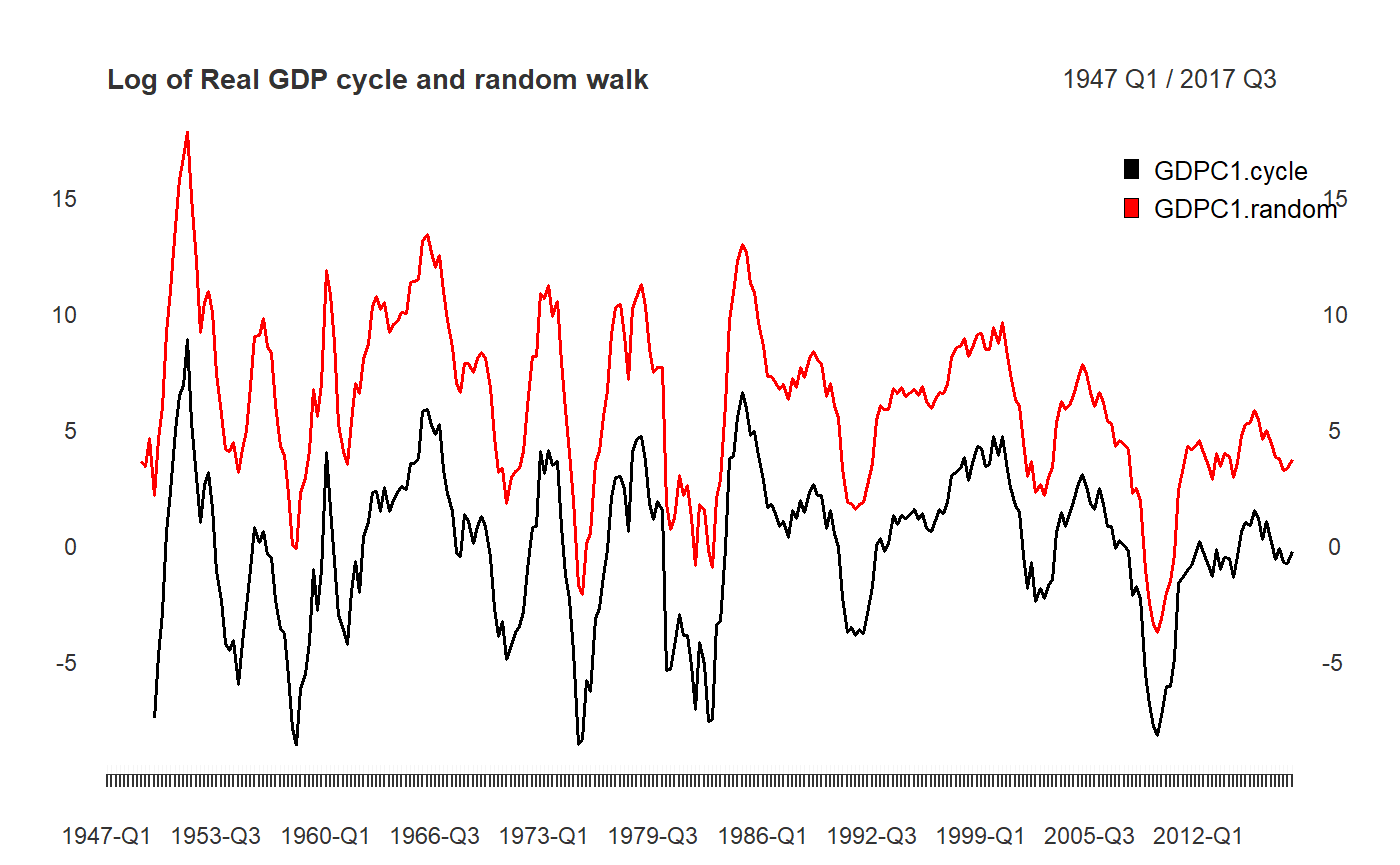 Log of Real GDP cycle and random walk 1947 Q1 / 2017 Q3
GDPC1.cycle
15 15
GDPC1.random
10 10
5 5
0 0
-5 -5
1947-Q1 1953-Q3 1960-Q1 1966-Q3 1973-Q1 1979-Q3 1986-Q1 1992-Q3 1999-Q1 2005-Q3 2012-Q1